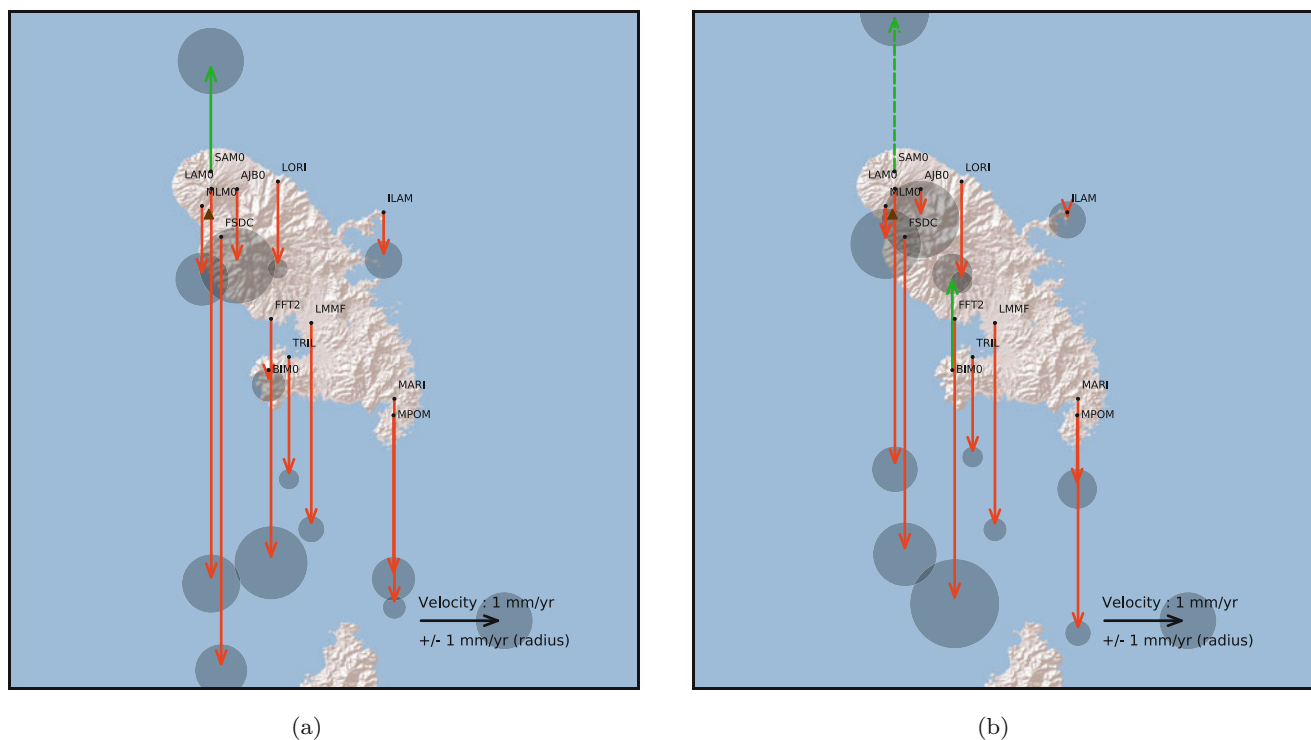 SAM0
LAM0
AJB0
LORI
MLM0
ILAM
FSDC
FFT2
LMMF
TRIL
BIM0
MARI
MPOM
Velocity : 1 mm/yr
+/- 1 mm/yr (radius)
(a)
SAM0
LAM0
AJB0
LORI
MLM0
ILAM
FSDC
FFT2
LMMF
TRIL
BIM0
MARI
MPOM
Velocity : 1 mm/yr
+/- 1 mm/yr (radius)
(b)